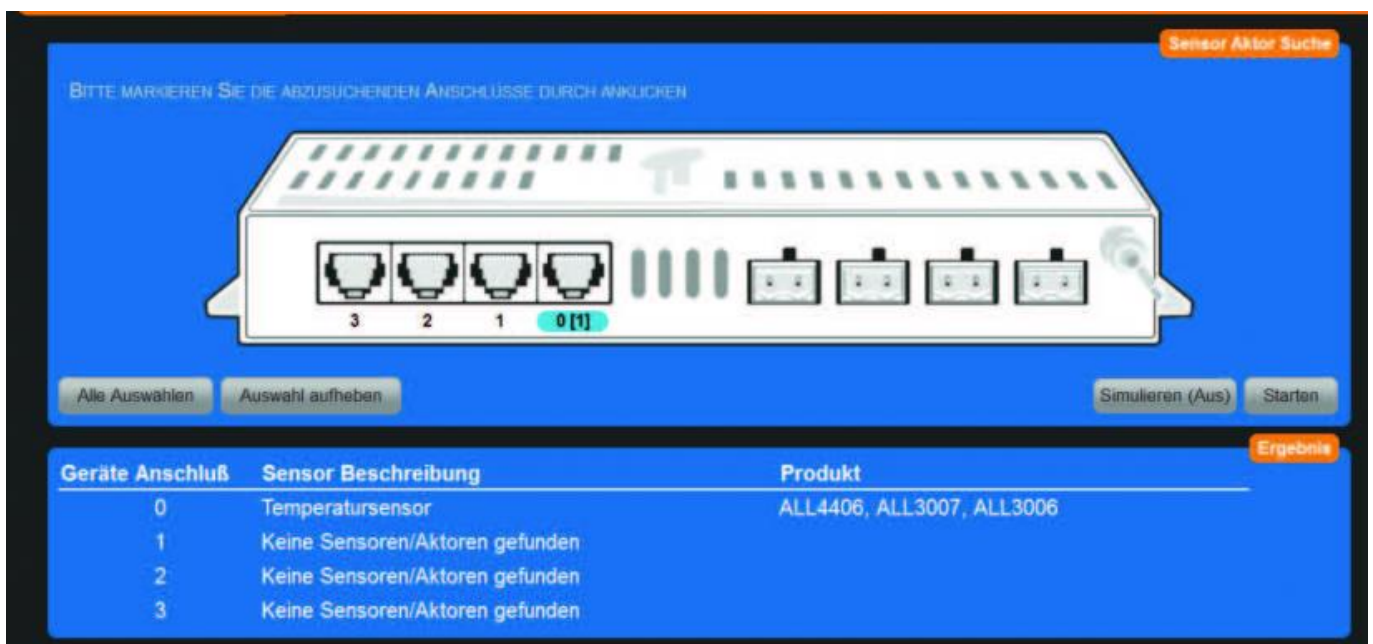 Sensor Aktor Suche
BITTE MARKIEREN SIE DIE ABZUSUCHENDEN ANSCHLÜSSE DURCH ANKLICKEN
3 2 1 0 [1]
Alle Auswählen Auswahl aufheben Simulieren (Aus) Starten
Ergebnis
Geräte Anschluß Sensor Beschreibung Produkt
0 Temperatursensor ALL4406, ALL3007, ALL3006
1 Keine Sensoren/Aktoren gefunden
2 Keine Sensoren/Aktoren gefunden
3 Keine Sensoren/Aktoren gefunden